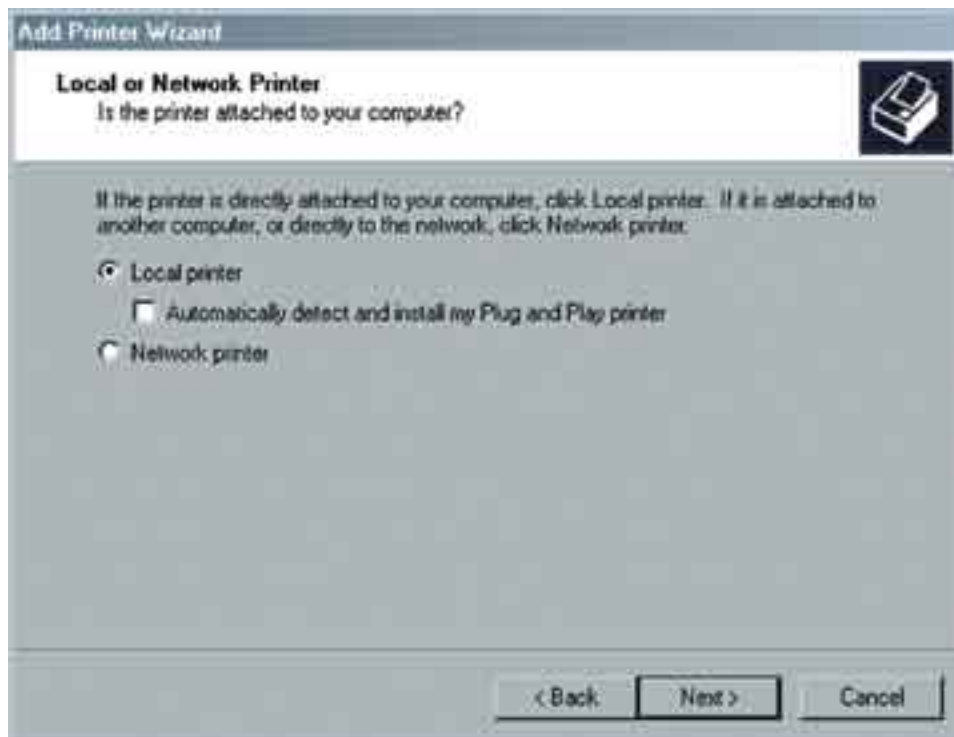 Add Printer Wizard
Local or Network Printer
Is the printer attached to your computer?
If the printer is directly attached to your computer, click Local printer. If it is attached to
another computer, or directly to the network, click Network printer.
Local printer
Automatically detect and install my Plug and Play printer
Network printer
< Back
Next >
Cancel